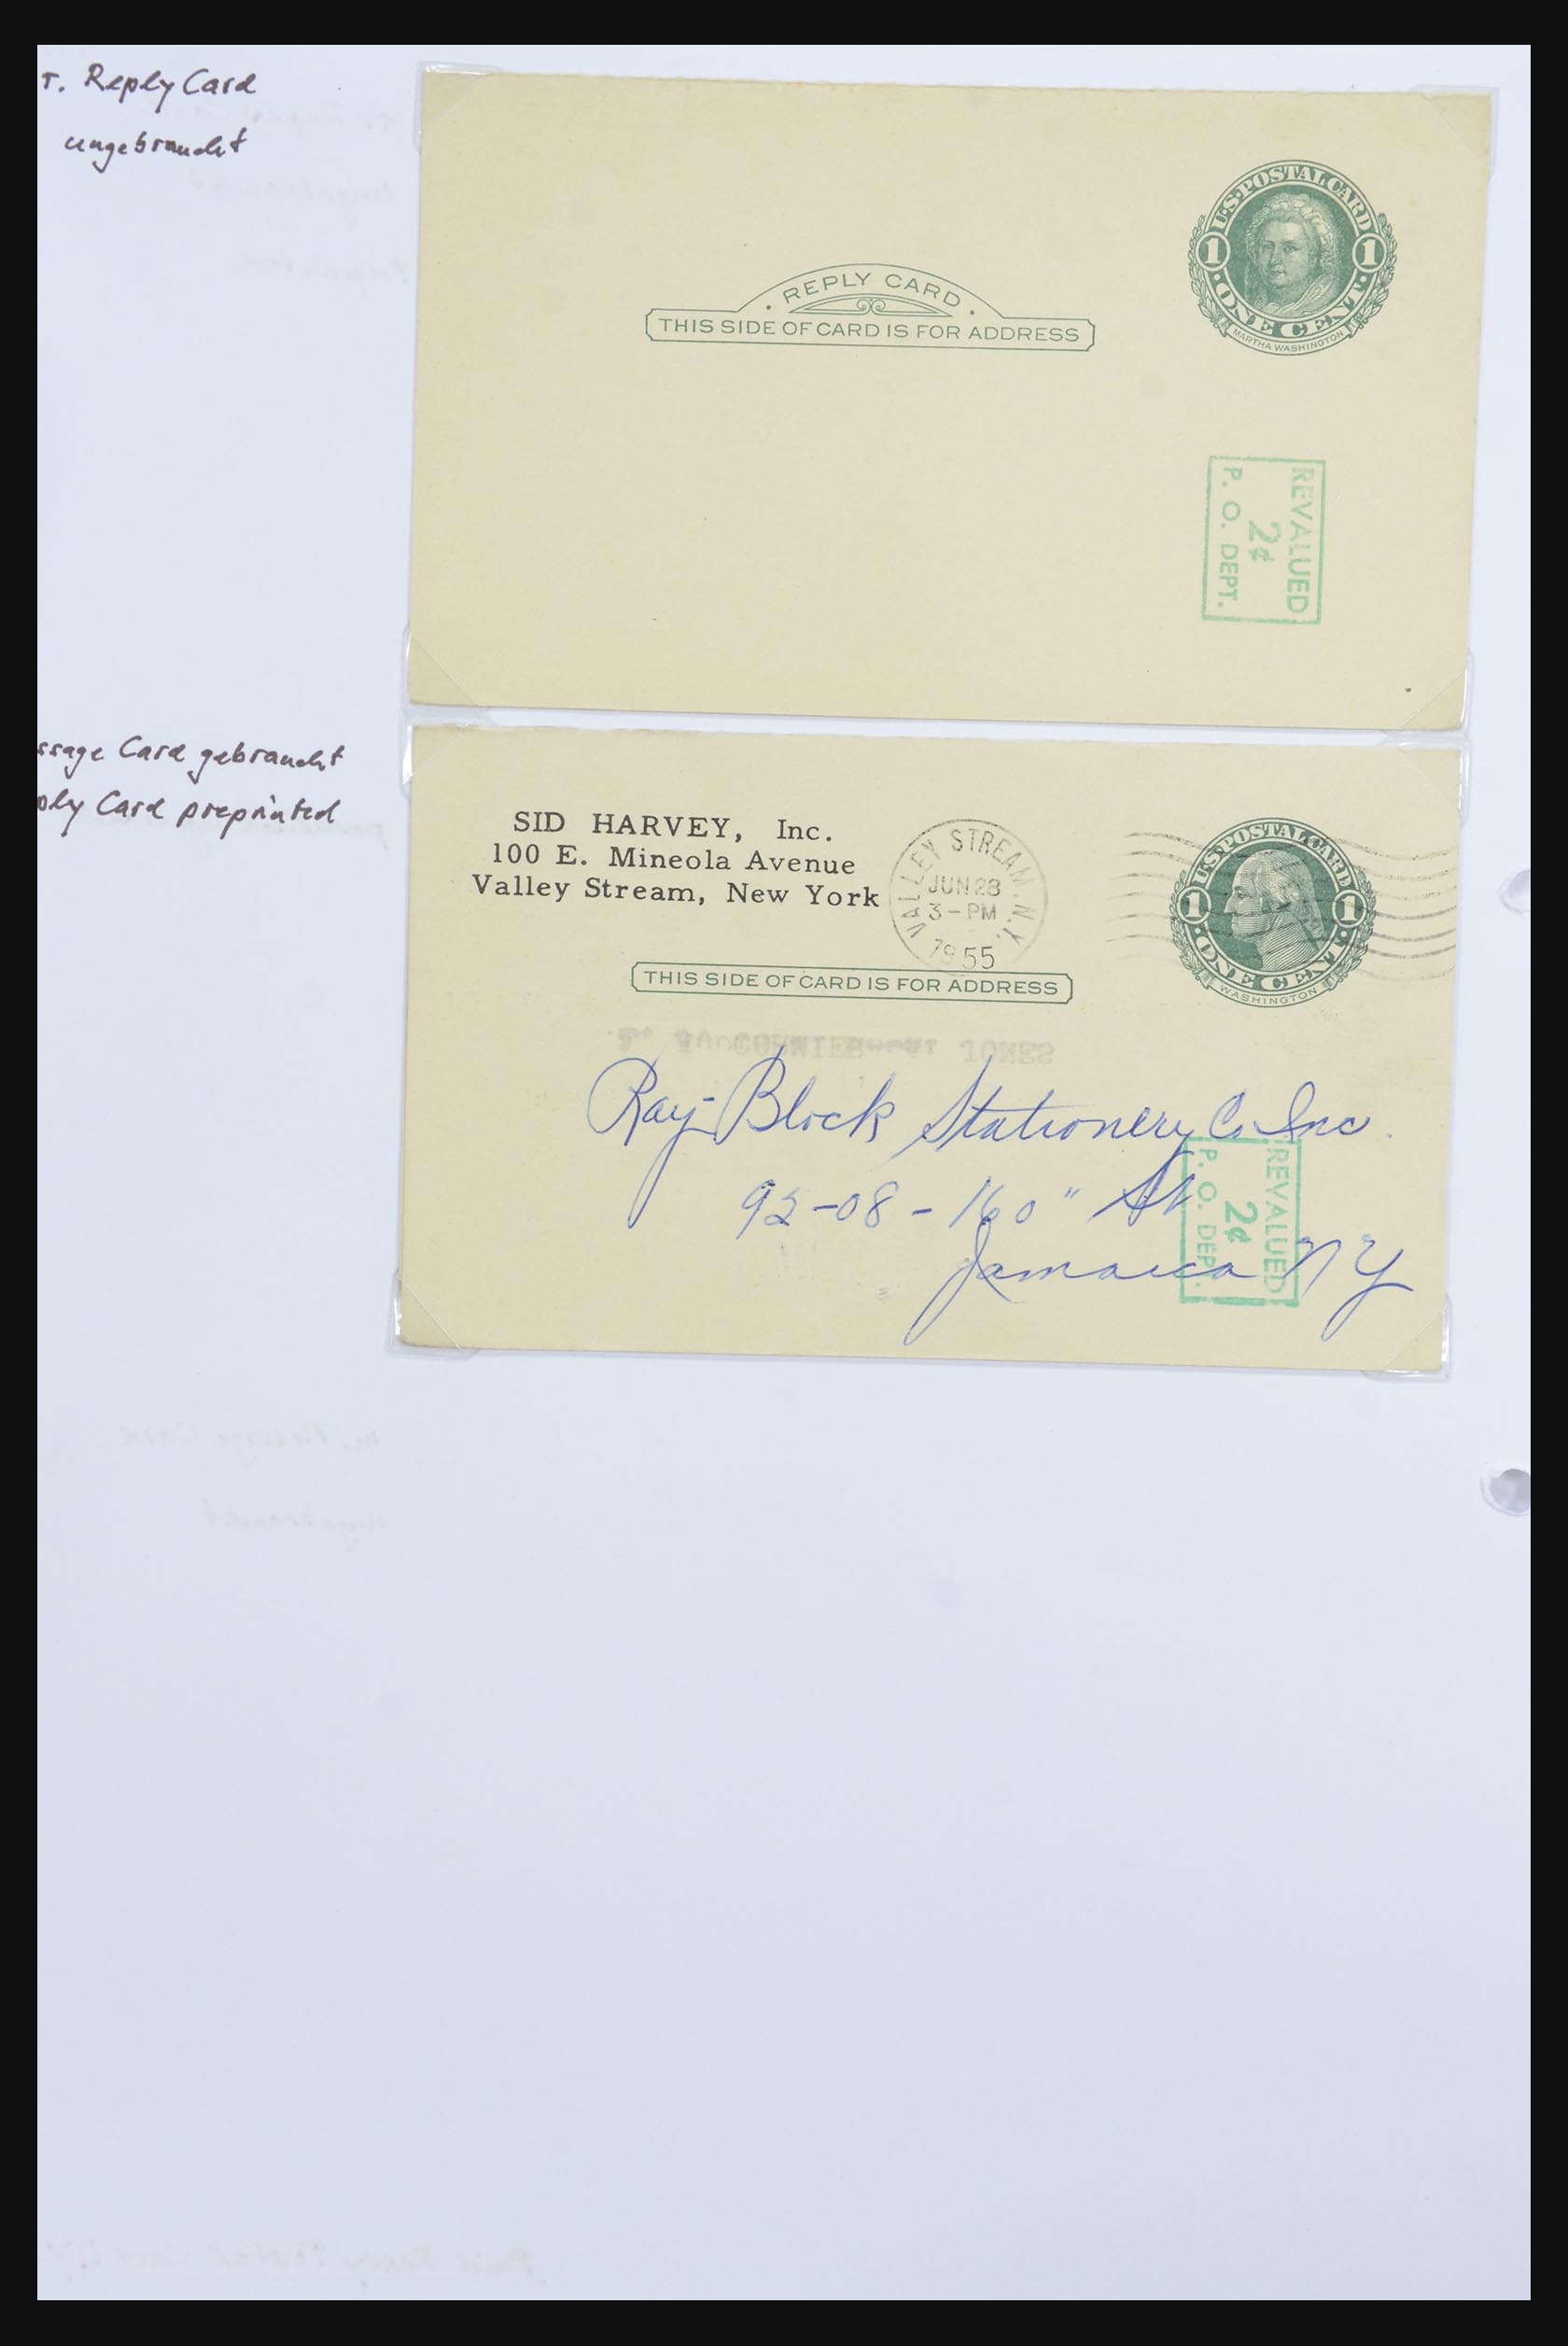 r. Reply Card
ungebraucht
U·S·POSTAL CARD
1 1
·ONE CENT·
MARTHA WASHINGTON
· REPLY CARD ·
THIS SIDE OF CARD IS FOR ADDRESS
REVALUED
2¢
P. O. DEPT.
ssage Card gebraucht
ply Card preprinted
SID HARVEY, Inc.
100 E. Mineola Avenue
Valley Stream, New York
VALLEY STREAM, N.Y.
JUN 28
3-PM
1955
U·S·POSTAL CARD
1 1
·ONE CENT·
WASHINGTON
THIS SIDE OF CARD IS FOR ADDRESS
JONES
Ray-Block Stationery Co Inc.
92-08-160" St
Jamaica NY
REVALUED
2¢
P. O. DEPT.